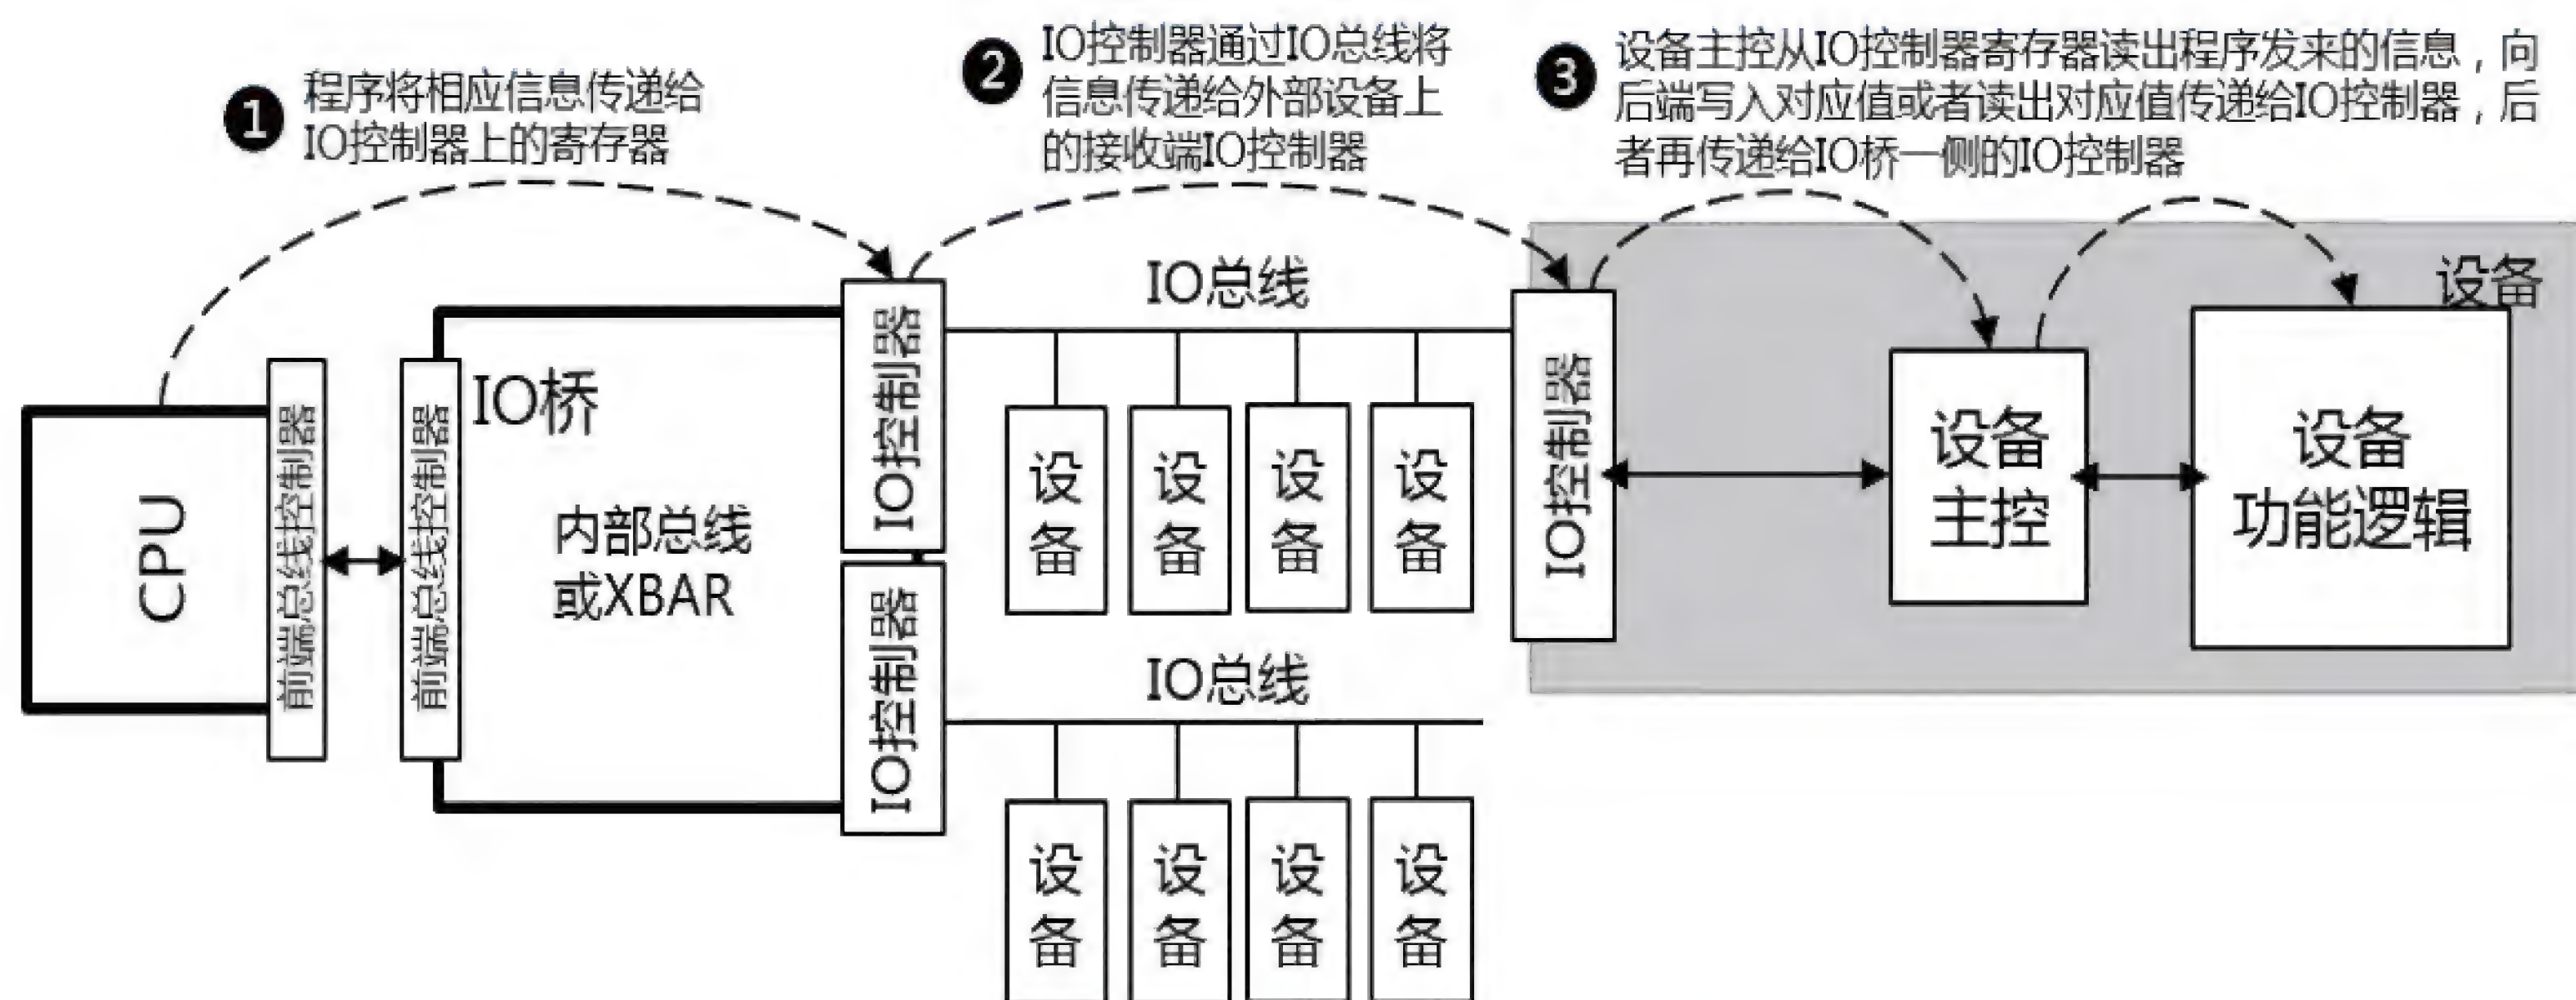 ❶ 程序将相应信息传递给
IO控制器上的寄存器
❷ IO控制器通过IO总线将
信息传递给外部设备上
的接收端IO控制器
❸ 设备主控从IO控制器寄存器读出程序发来的信息，向
后端写入对应值或者读出对应值传递给IO控制器，后
者再传递给IO桥一侧的IO控制器
CPU
前端总线控制器
前端总线控制器
IO桥
内部总线
或XBAR
IO控制器
IO控制器
IO总线
设备
设备
设备
设备
IO总线
设备
设备
设备
设备
IO控制器
设备
设备
主控
设备
功能逻辑